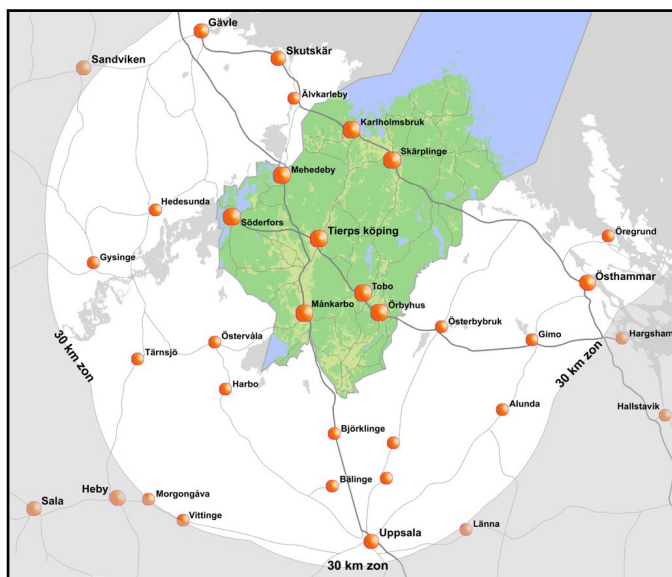 Gävle
Sandviken
Skutskär
Älvkarleby
Karlholmsbruk
Skärplinge
Mehedeby
Hedesunda
Söderfors
Tierps köping
Öregrund
Gysinge
Östhammar
Tobo
Månkarbo
Örbyhus
Österbybruk
Gimo
Hargshamn
Östervåla
Tärnsjö
30 km zon
30 km zon
Harbo
Alunda
Hallstavik
Björklinge
Bälinge
Heby
Morgongåva
Sala
Vittinge
Länna
Uppsala
30 km zon